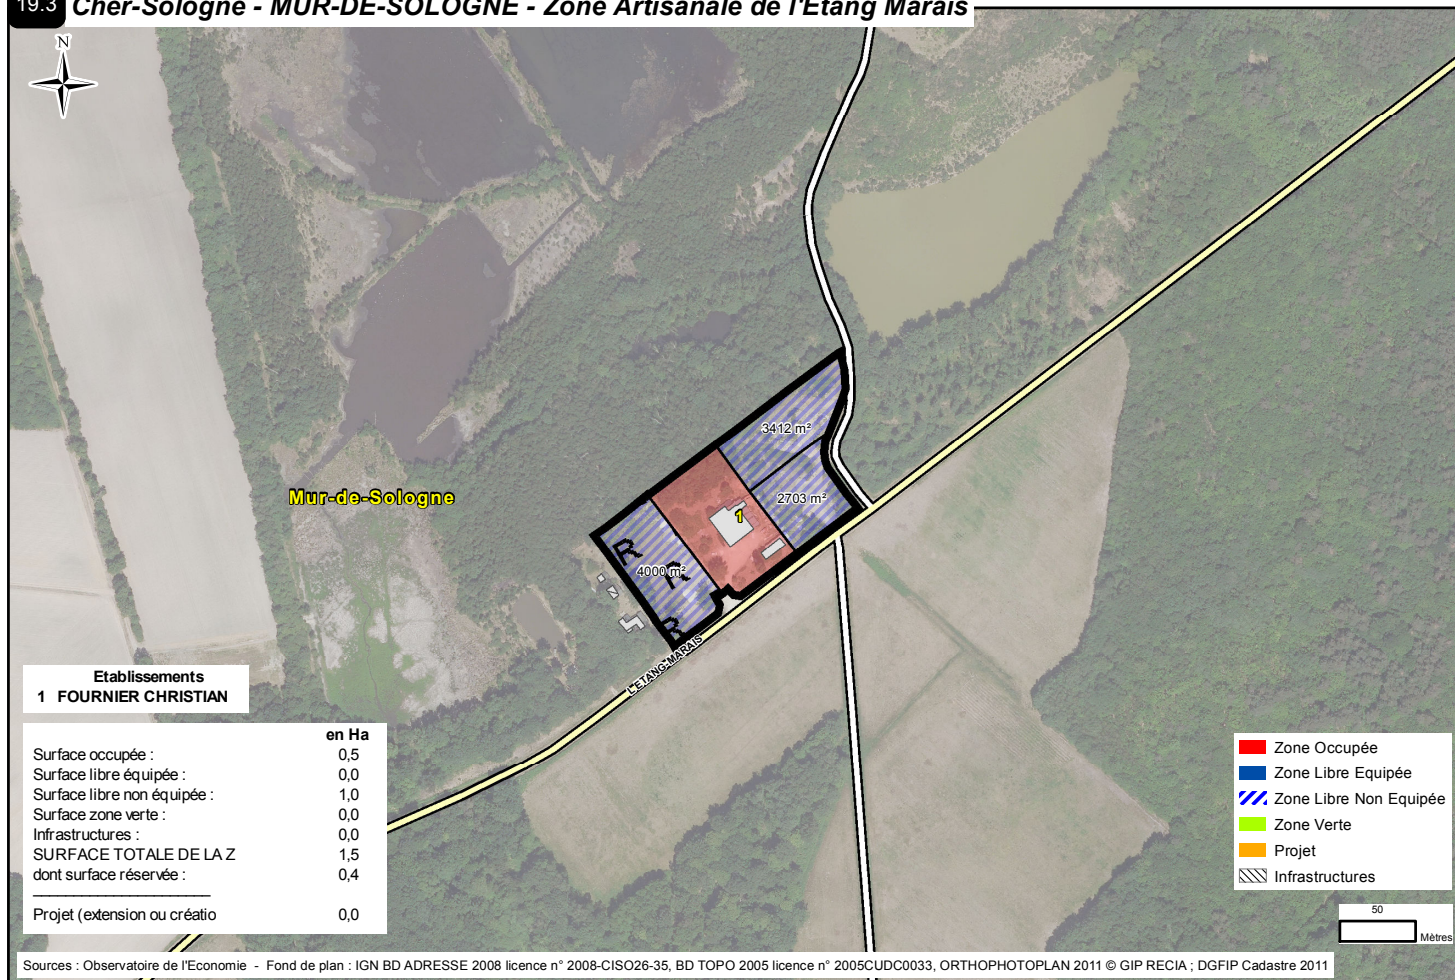 19.3 Cher-Sologne - MUR-DE-SOLOGNE - Zone Artisanale de l'Etang Marais
N
3412 m²
2703 m²
Mur-de-Sologne
1
R
4000 m²
R
R
L'ETANG-MARAIS
Etablissements
1 FOURNIER CHRISTIAN
en Ha
Surface occupée : 0,5
Surface libre équipée : 0,0
Surface libre non équipée : 1,0
Surface zone verte : 0,0
Infrastructures : 0,0
SURFACE TOTALE DE LA Z 1,5
dont surface réservée : 0,4
Projet (extension ou créatio 0,0
Zone Occupée
Zone Libre Equipée
Zone Libre Non Equipée
Zone Verte
Projet
Infrastructures
50
Mètres
Sources : Observatoire de l'Economie - Fond de plan : IGN BD ADRESSE 2008 licence n° 2008-CISO26-35, BD TOPO 2005 licence n° 2005CUDC0033, ORTHOPHOTOPLAN 2011 © GIP RECIA ; DGFIP Cadastre 2011